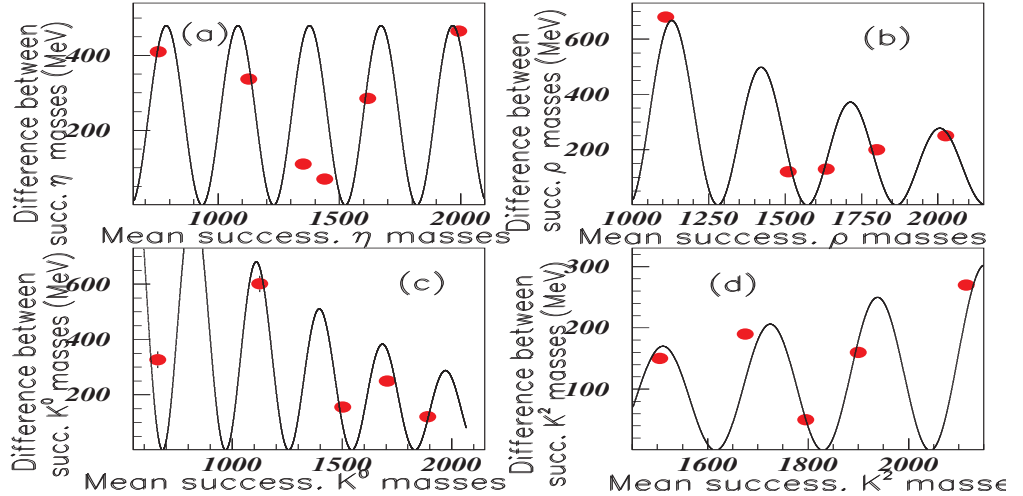 Difference between
succ. η masses (MeV)
(a)
400
200
1000
1500
2000
Mean success. η masses
Difference between
succ. ρ masses (MeV)
(b)
600
400
200
0
1000
1250
1500
1750
2000
Mean success. ρ masses
Difference between
succ. K⁰ masses (MeV)
(c)
600
400
200
1000
1500
2000
Mean success. K⁰ masses
Difference between
succ. K² masses (MeV)
(d)
300
200
100
1600
1800
2000
Mean success. K² masse